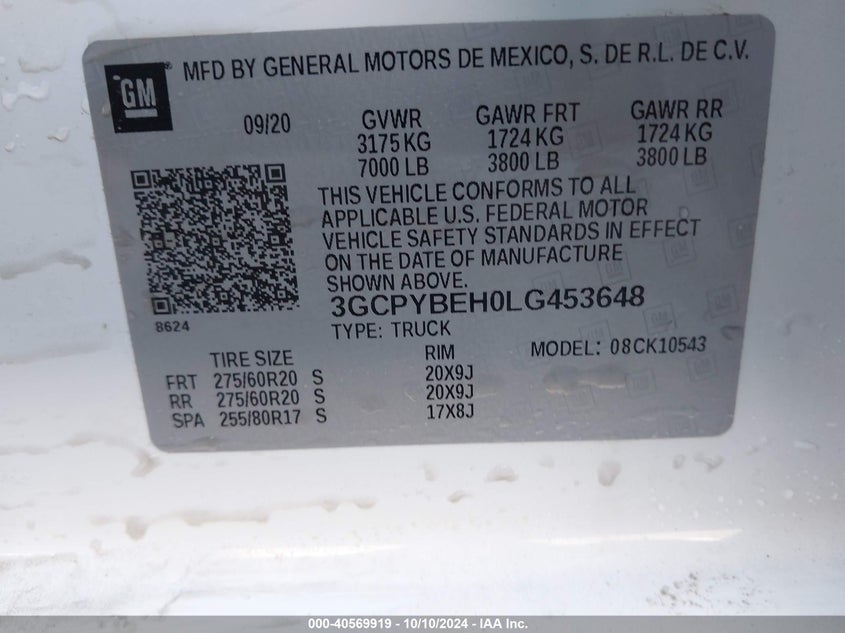 GM
MFD BY GENERAL MOTORS DE MEXICO, S. DE R.L. DE C.V.
09/20 GVWR GAWR FRT GAWR RR
3175 KG 1724 KG 1724 KG
7000 LB 3800 LB 3800 LB
THIS VEHICLE CONFORMS TO ALL
APPLICABLE U.S. FEDERAL MOTOR
VEHICLE SAFETY STANDARDS IN EFFECT
ON THE DATE OF MANUFACTURE
SHOWN ABOVE.
8624 3GCPYBEH0LG453648
TYPE: TRUCK
TIRE SIZE RIM MODEL: 08CK10543
FRT 275/60R20 S 20X9J
RR 275/60R20 S 20X9J
SPA 255/80R17 S 17X8J
000-40569919 - 10/10/2024 - IAA Inc.